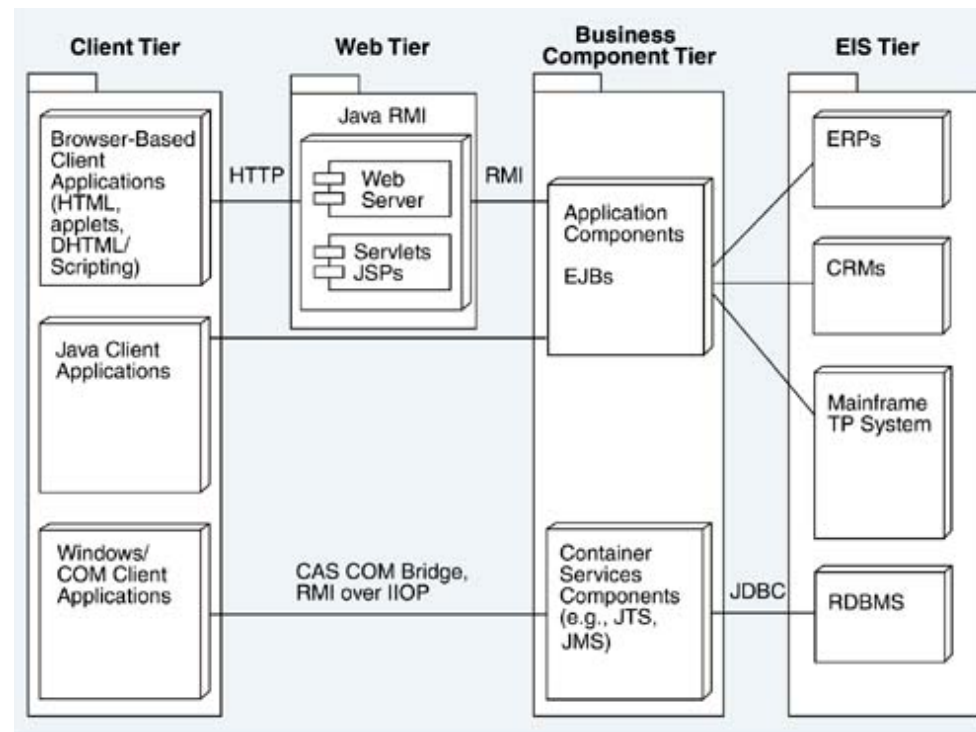 Client Tier
Web Tier
Business
Component Tier
EIS Tier
Browser-Based
Client
Applications
(HTML,
applets,
DHTML/
Scripting)
HTTP
Java RMI
Web
Server
Servlets
JSPs
RMI
Application
Components
EJBs
ERPs
CRMs
Mainframe
TP System
Java Client
Applications
Windows/
COM Client
Applications
CAS COM Bridge,
RMI over IIOP
Container
Services
Components
(e.g., JTS,
JMS)
JDBC
RDBMS